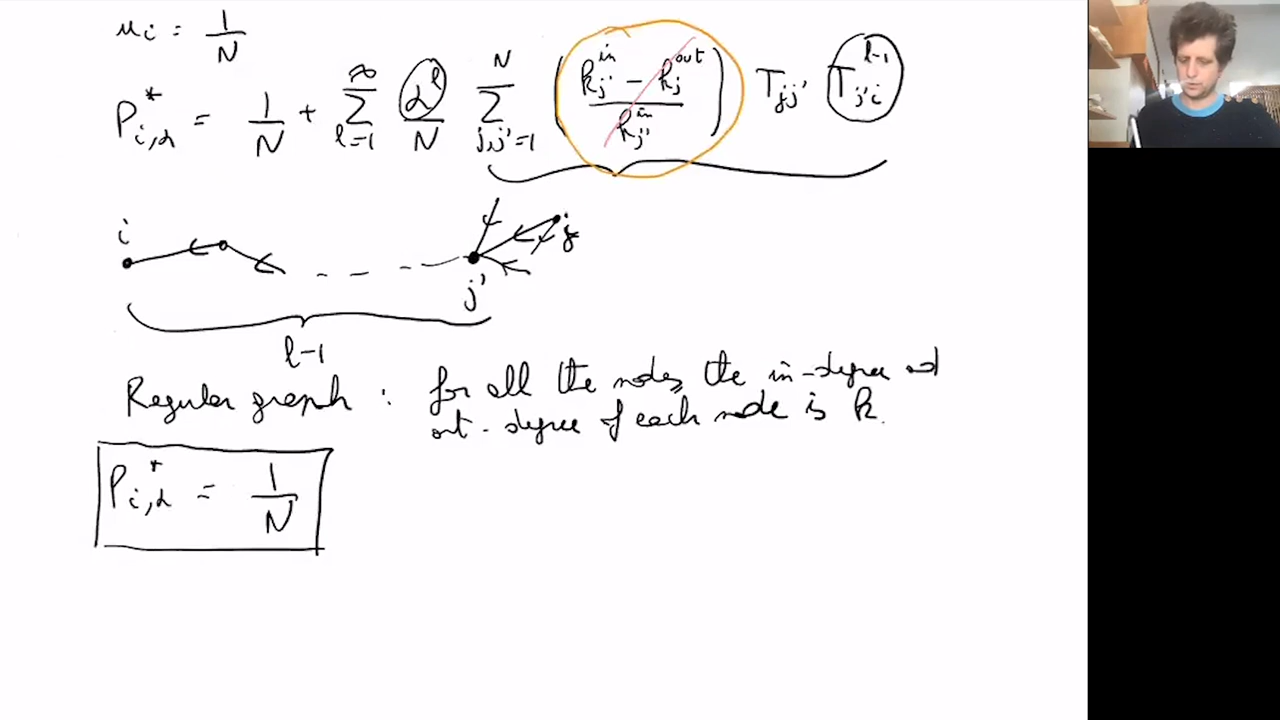 u_i = 1/N
P*_{i,α} = 1/N + Σ_{l=1}^{∞} α^l/N Σ_{j,j'=1}^{N} ( (k_{j'}^{in} - k_j^{out}) / k_{j'}^{in} ) T_{jj'} T_{j'i}^{l-1}
i
j
j'
l-1
Regular graph : for all the nodes, the in-degree and
out-degree of each node is k.
P*_{i,α} = 1/N